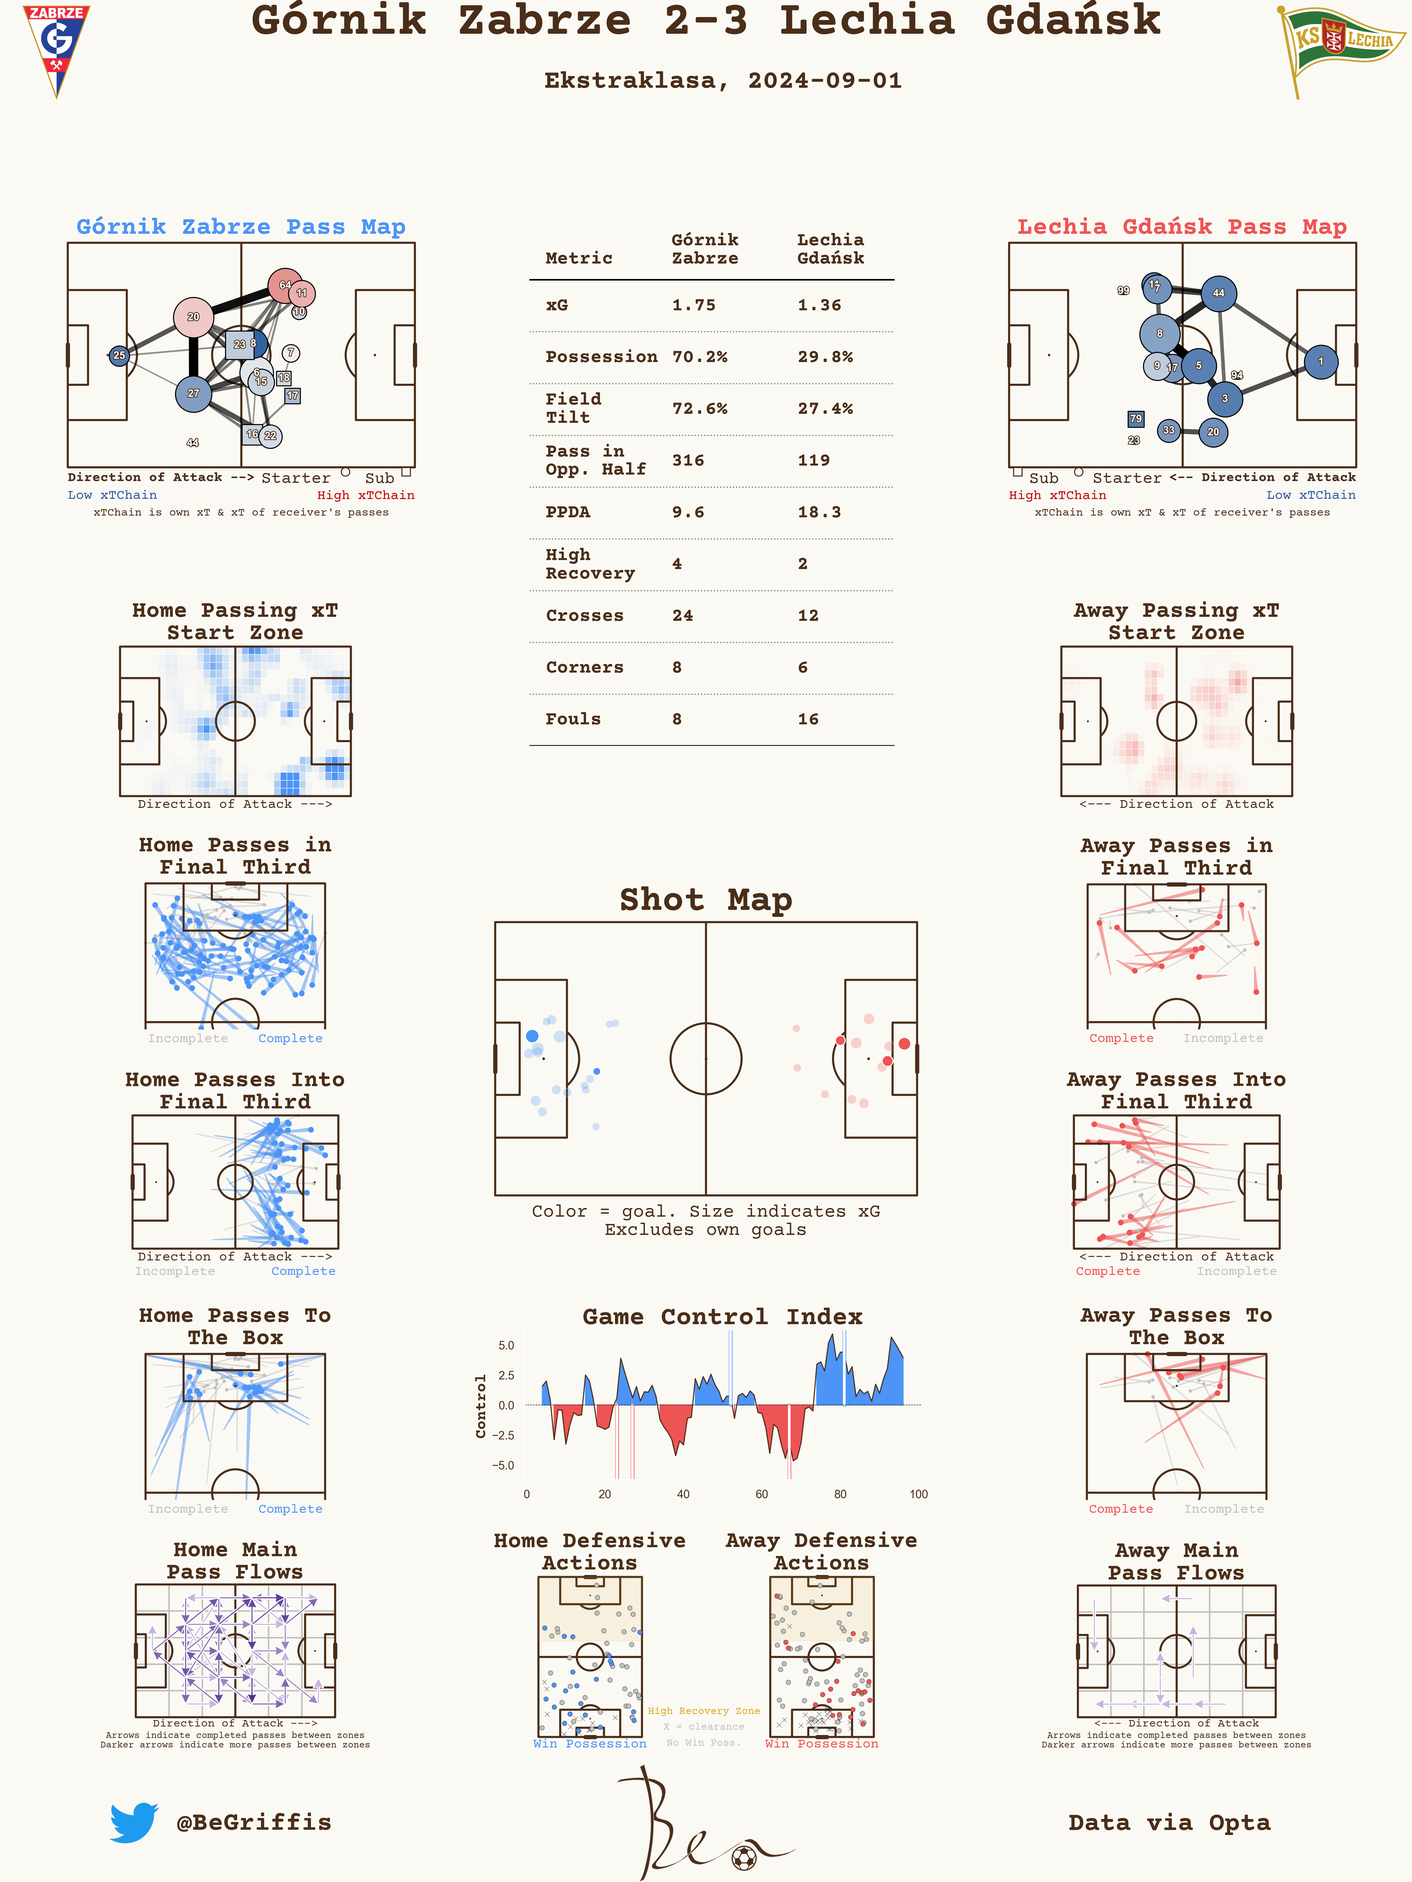 Górnik Zabrze 2-3 Lechia Gdańsk
Ekstraklasa, 2024-09-01
ZABRZE
G
KS LECHIA
Górnik Zabrze Pass Map
64
11
10
20
23
8
25
7
6
15
18
27
17
16
22
44
Direction of Attack --> Starter Sub
Low xTChain High xTChain
xTChain is own xT & xT of receiver's passes
Metric Górnik Zabrze Lechia Gdańsk
xG 1.75 1.36
Possession 70.2% 29.8%
Field Tilt 72.6% 27.4%
Pass in Opp. Half 316 119
PPDA 9.6 18.3
High Recovery 4 2
Crosses 24 12
Corners 8 6
Fouls 8 16
Lechia Gdańsk Pass Map
99
11
7
44
8
9
17
5
94
1
3
79
23
33
20
Sub Starter <-- Direction of Attack
High xTChain Low xTChain
xTChain is own xT & xT of receiver's passes
Home Passing xT
Start Zone
Direction of Attack --->
Away Passing xT
Start Zone
<--- Direction of Attack
Home Passes in
Final Third
Incomplete Complete
Away Passes in
Final Third
Complete Incomplete
Shot Map
Color = goal. Size indicates xG
Excludes own goals
Home Passes Into
Final Third
Direction of Attack --->
Incomplete Complete
Away Passes Into
Final Third
<--- Direction of Attack
Complete Incomplete
Home Passes To
The Box
Incomplete Complete
Game Control Index
Control
5.0
2.5
0.0
−2.5
−5.0
0 20 40 60 80 100
Away Passes To
The Box
Complete Incomplete
Home Main
Pass Flows
Direction of Attack --->
Arrows indicate completed passes between zones
Darker arrows indicate more passes between zones
Home Defensive
Actions
Win Possession
Away Defensive
Actions
Win Possession
High Recovery Zone
X = clearance
No Win Poss.
Away Main
Pass Flows
<--- Direction of Attack
Arrows indicate completed passes between zones
Darker arrows indicate more passes between zones
@BeGriffis
Ben
Data via Opta